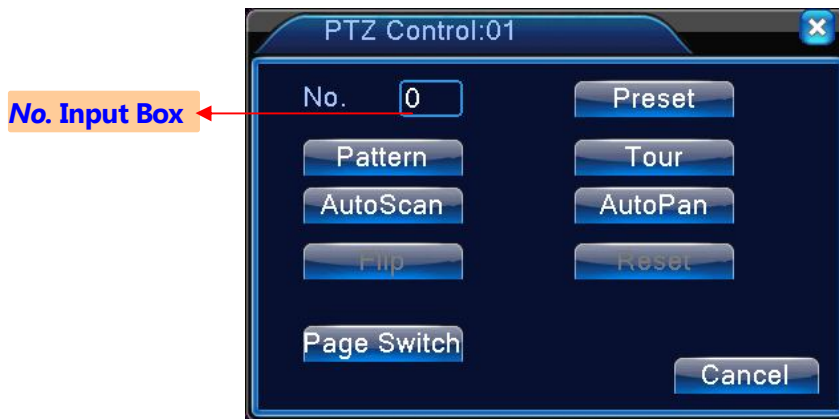 PTZ Control:01
No. 0 Preset
No. Input Box
Pattern Tour
AutoScan AutoPan
Flip Reset
Page Switch
Cancel